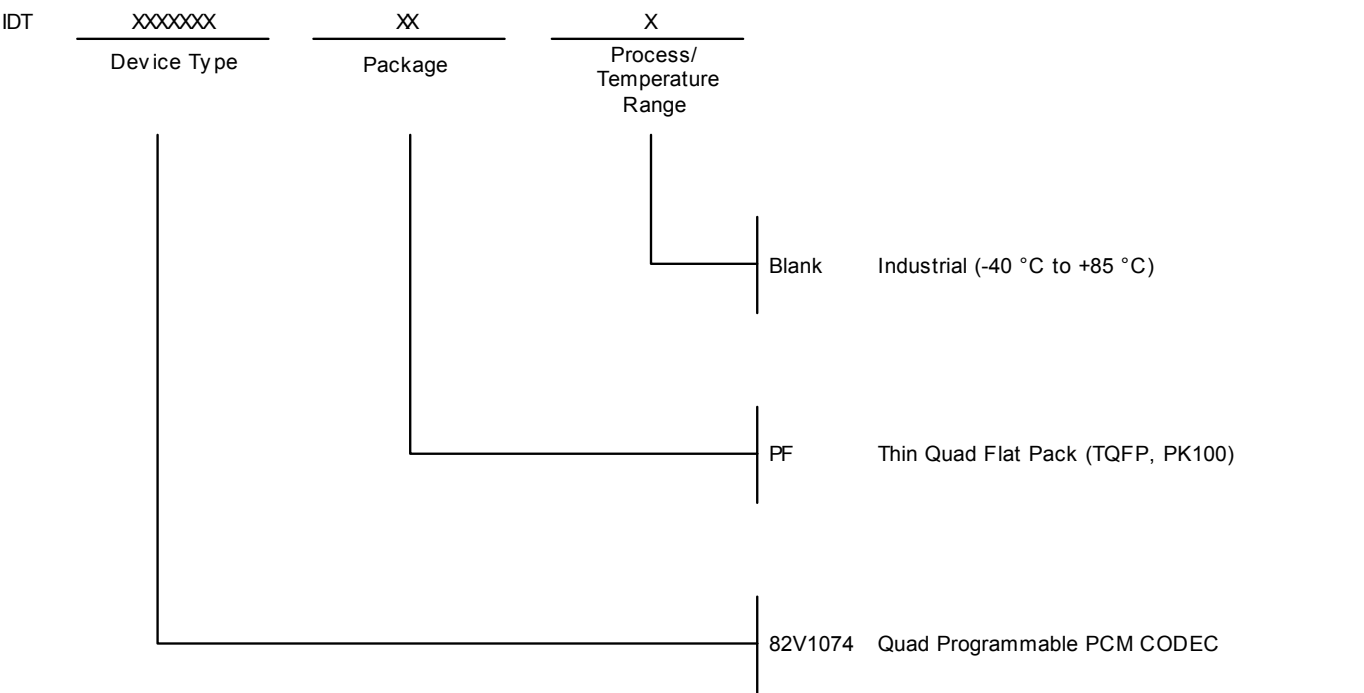 IDT XXXXXXX XX X
Device Type Package Process/
Temperature
Range
Blank Industrial (-40 °C to +85 °C)
PF Thin Quad Flat Pack (TQFP, PK100)
82V1074 Quad Programmable PCM CODEC